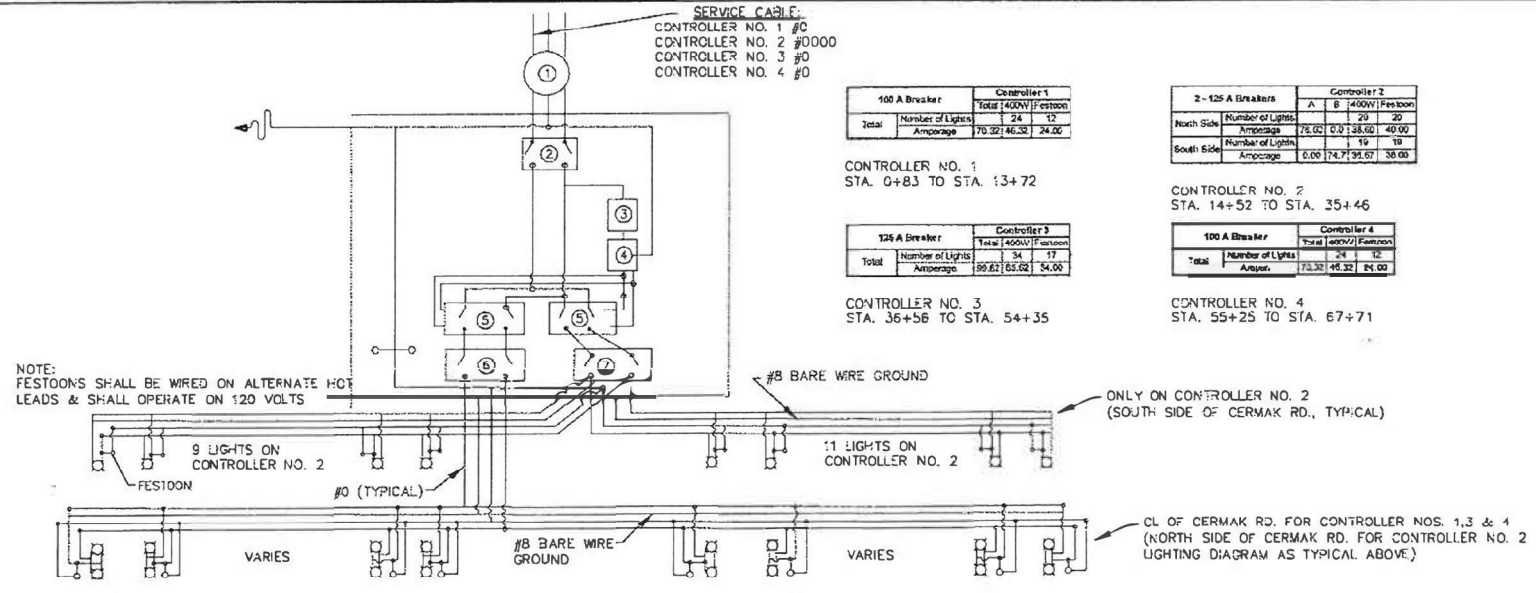 SERVICE CABLE:
CONTROLLER NO. 1 #0
CONTROLLER NO. 2 #0000
CONTROLLER NO. 3 #0
CONTROLLER NO. 4 #0
1
2
3
4
5
5
6
7
100 A Breaker Controller 1
Total 400W Festoon
Total Number of Lights 24 12
Amperage 70.32 46.32 24.00
CONTROLLER NO. 1
STA. 0+83 TO STA. 13+72
2 - 125 A Breakers Controller 2
A B 400W Festoon
North Side Number of Lights 20 20
Amperage 78.60 0.0 38.60 40.00
South Side Number of Lights 19 19
Amperage 0.00 74.7 36.67 38.00
CONTROLLER NO. 2
STA. 14+52 TO STA. 35+46
125 A Breaker Controller 3
Total 400W Festoon
Total Number of Lights 34 17
Amperage 99.62 65.62 34.00
CONTROLLER NO. 3
STA. 36+56 TO STA. 54+35
100 A Breaker Controller 4
Total 400W Festoon
Total Number of Lights 24 12
70.32 46.32 24.00
CONTROLLER NO. 4
STA. 55+25 TO STA. 67+71
NOTE:
FESTOONS SHALL BE WIRED ON ALTERNATE HOT
LEADS & SHALL OPERATE ON 120 VOLTS
#8 BARE WIRE GROUND
ONLY ON CONTROLLER NO. 2
(SOUTH SIDE OF CERMAK RD., TYPICAL)
9 LIGHTS ON
CONTROLLER NO. 2
11 LIGHTS ON
CONTROLLER NO. 2
FESTOON
#0 (TYPICAL)
VARIES
#8 BARE WIRE
GROUND
VARIES
CL OF CERMAK RD. FOR CONTROLLER NOS. 1,3 & 4
(NORTH SIDE OF CERMAK RD. FOR CONTROLLER NO. 2
LIGHTING DIAGRAM AS TYPICAL ABOVE.)